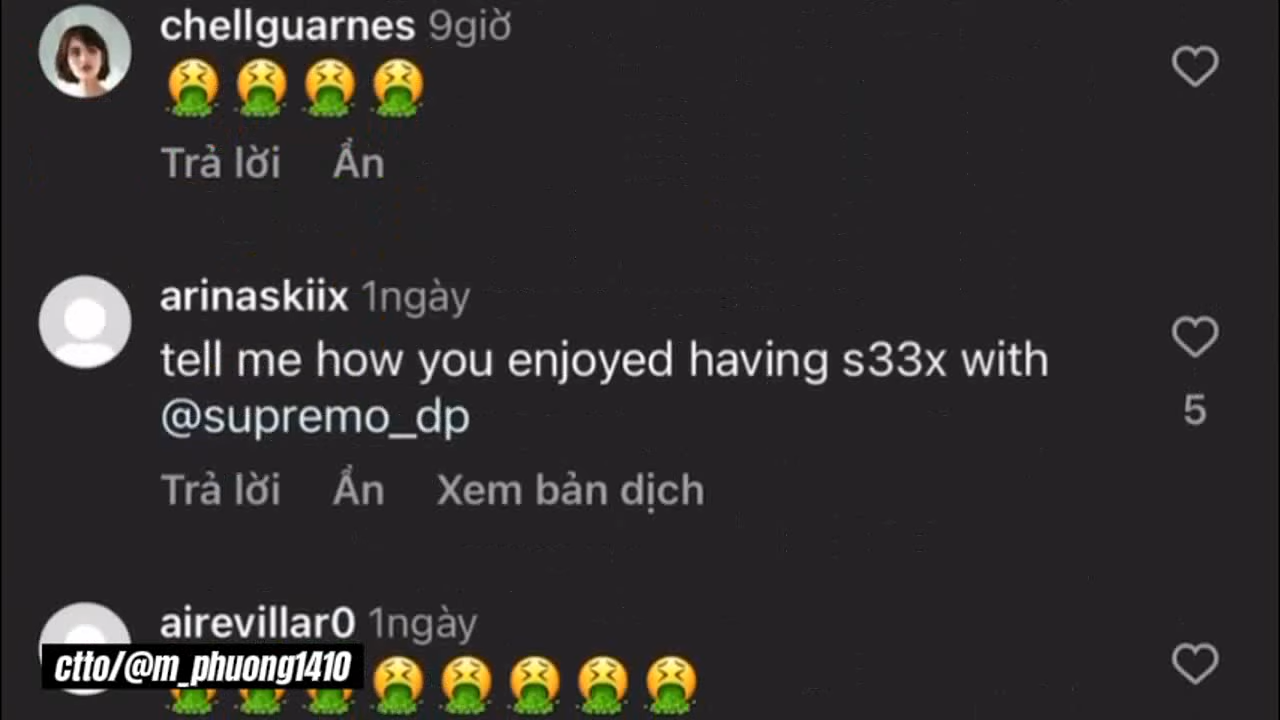 chellguarnes 9giờ
🤮🤮🤮🤮
Trả lời Ẩn
arinaskiix 1ngày
tell me how you enjoyed having s33x with
@supremo_dp
5
Trả lời Ẩn Xem bản dịch
airevillar0 1ngày
ctto/@m_phuong1410
🤮🤮🤮🤮🤮🤮🤮🤮